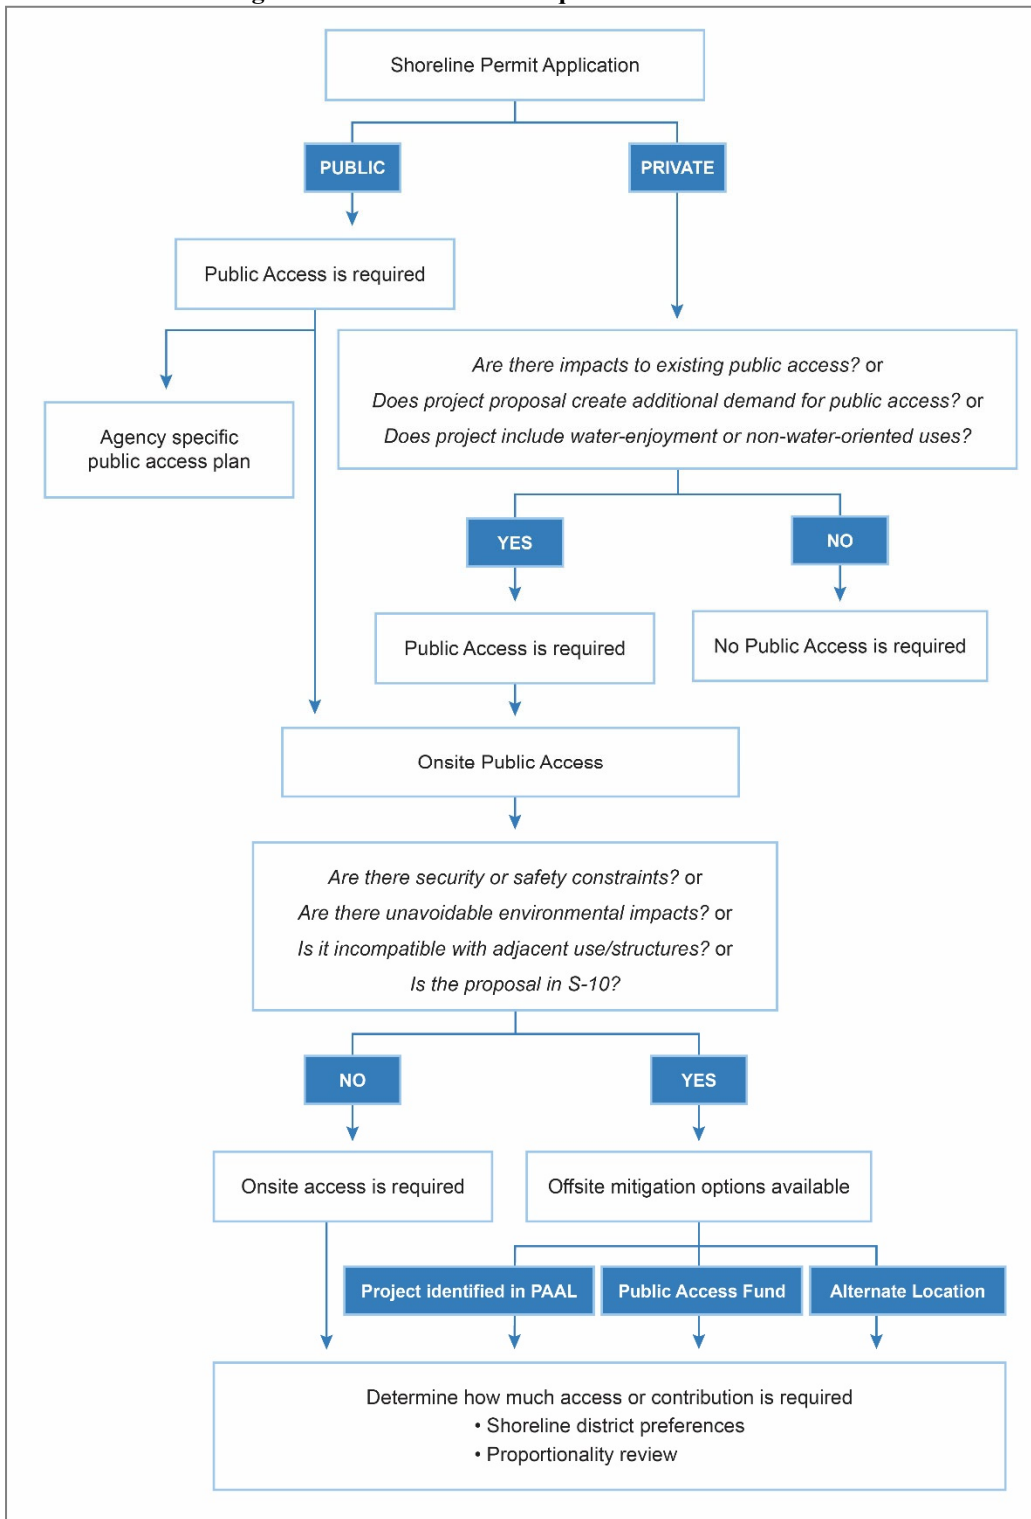 Shoreline Permit Application
PUBLIC
PRIVATE
Public Access is required
Are there impacts to existing public access? or
Does project proposal create additional demand for public access? or
Does project include water-enjoyment or non-water-oriented uses?
Agency specific
public access plan
YES
NO
Public Access is required
No Public Access is required
Onsite Public Access
Are there security or safety constraints? or
Are there unavoidable environmental impacts? or
Is it incompatible with adjacent use/structures? or
Is the proposal in S-10?
NO
YES
Onsite access is required
Offsite mitigation options available
Project identified in PAAL
Public Access Fund
Alternate Location
Determine how much access or contribution is required
• Shoreline district preferences
• Proportionality review